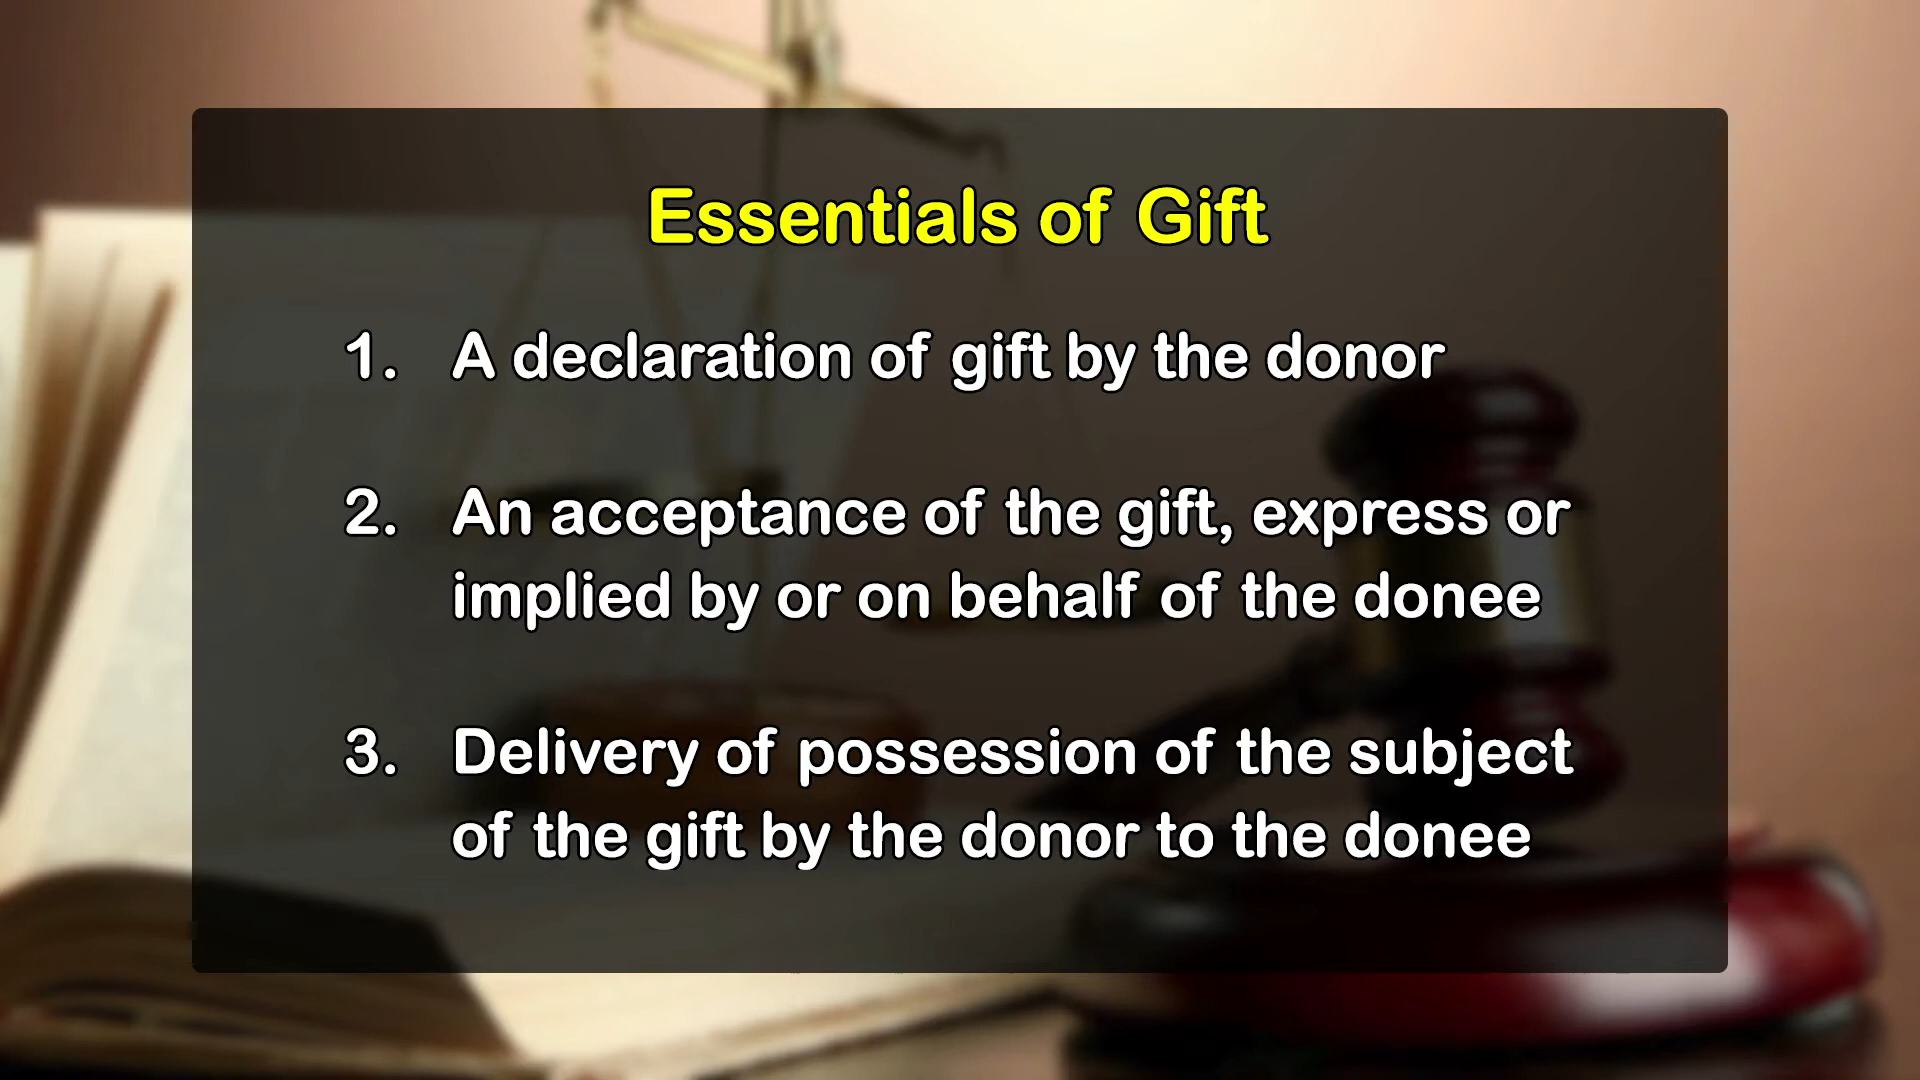 Essentials of Gift
1. A declaration of gift by the donor
2. An acceptance of the gift, express or
implied by or on behalf of the donee
3. Delivery of possession of the subject
of the gift by the donor to the donee